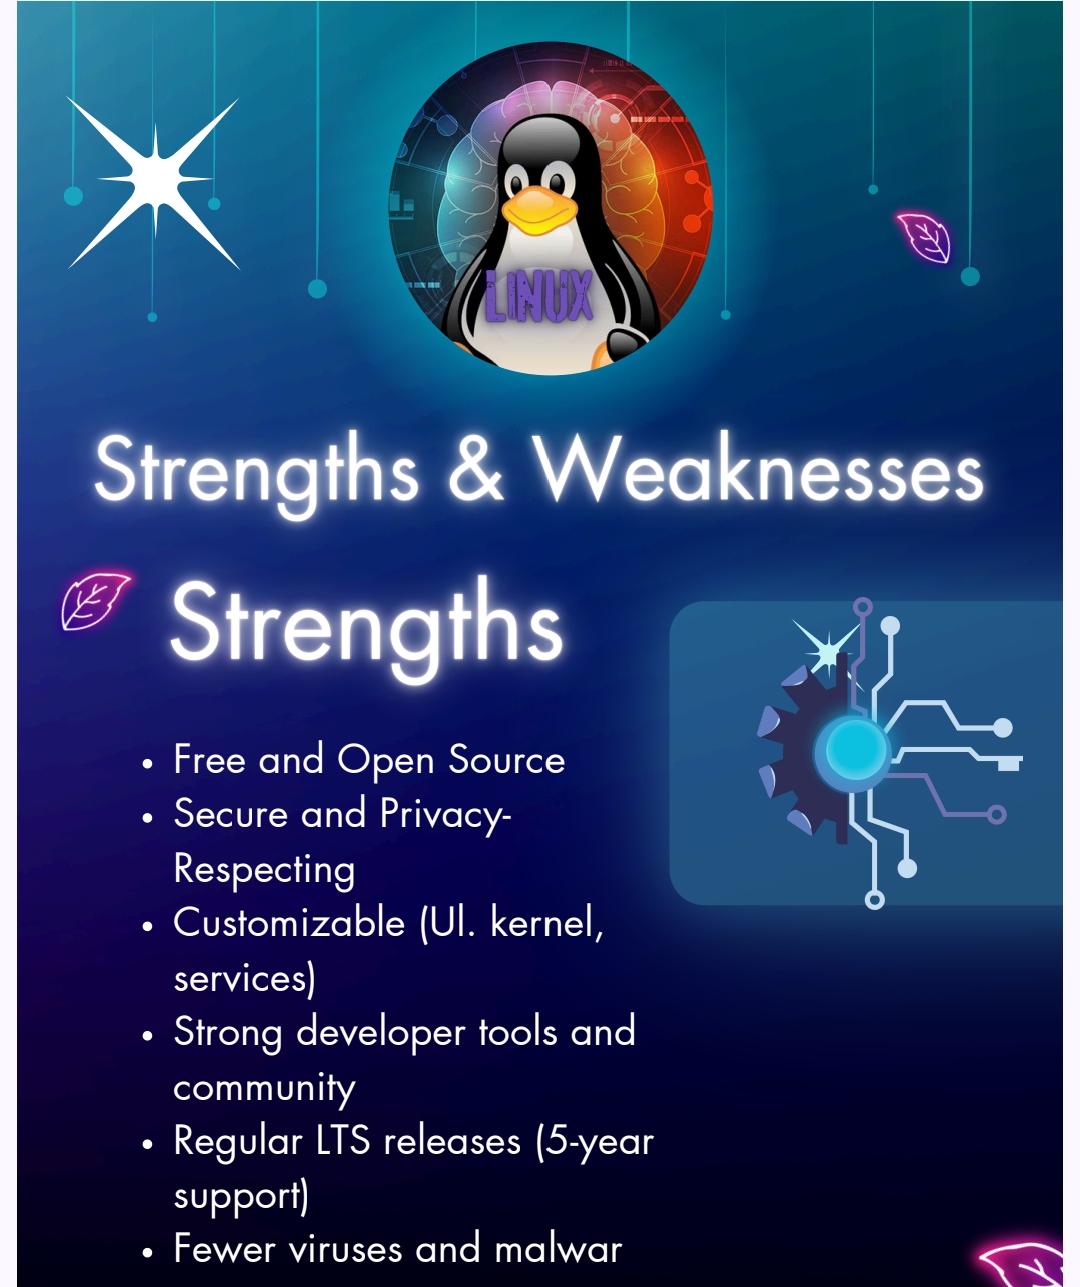 LINUX
Strengths & Weaknesses
Strengths
• Free and Open Source
• Secure and Privacy-
Respecting
• Customizable (Ul. kernel,
services)
• Strong developer tools and
community
• Regular LTS releases (5-year
support)
• Fewer viruses and malwar